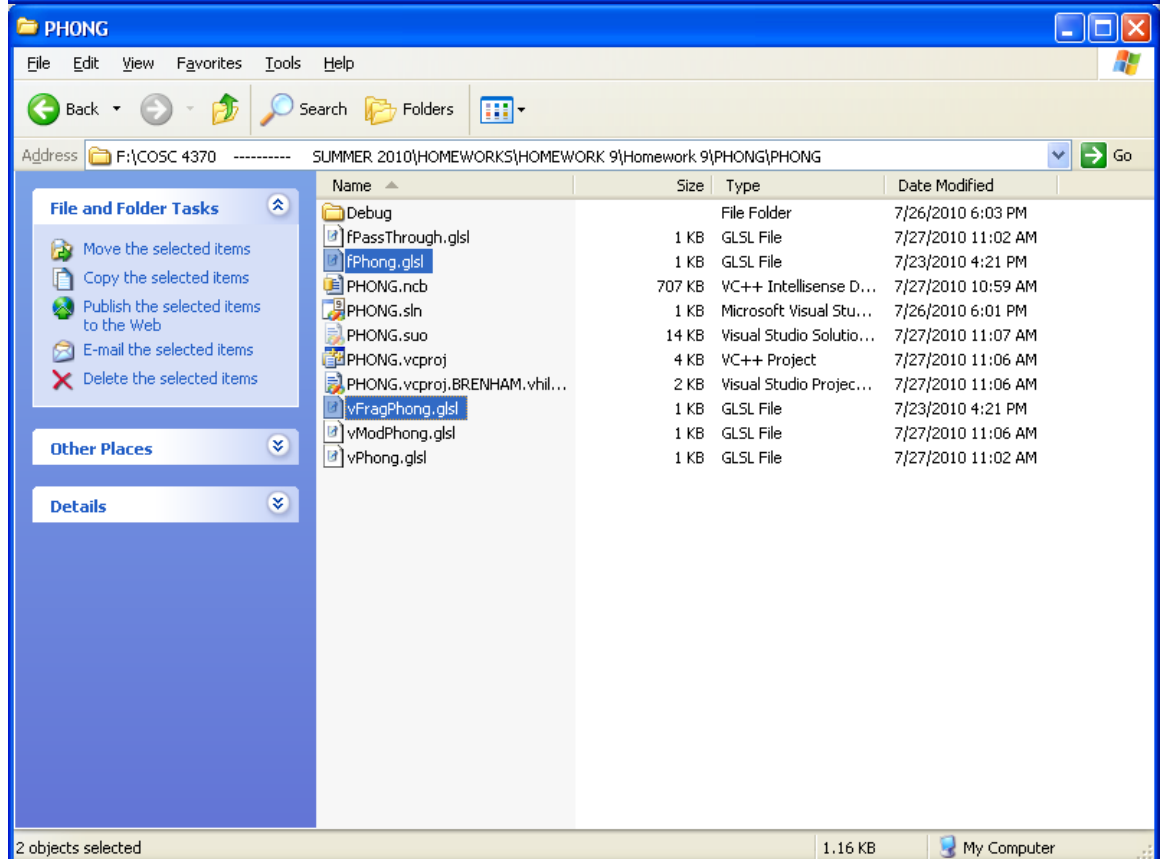 PHONG
File Edit View Favorites Tools Help
Back Search Folders
Address F:\COSC 4370 ---------- SUMMER 2010\HOMEWORKS\HOMEWORK 9\Homework 9\PHONG\PHONG Go
File and Folder Tasks
Move the selected items
Copy the selected items
Publish the selected items
to the Web
E-mail the selected items
Delete the selected items
Other Places
Details
Name Size Type Date Modified
Debug File Folder 7/26/2010 6:03 PM
fPassThrough.glsl 1 KB GLSL File 7/27/2010 11:02 AM
fPhong.glsl 1 KB GLSL File 7/23/2010 4:21 PM
PHONG.ncb 707 KB VC++ Intellisense D... 7/27/2010 10:59 AM
PHONG.sln 1 KB Microsoft Visual Stu... 7/26/2010 6:01 PM
PHONG.suo 14 KB Visual Studio Solutio... 7/27/2010 11:07 AM
PHONG.vcproj 4 KB VC++ Project 7/27/2010 11:06 AM
PHONG.vcproj.BRENHAM.vhil... 2 KB Visual Studio Projec... 7/27/2010 11:06 AM
vFragPhong.glsl 1 KB GLSL File 7/23/2010 4:21 PM
vModPhong.glsl 1 KB GLSL File 7/27/2010 11:06 AM
vPhong.glsl 1 KB GLSL File 7/27/2010 11:02 AM
2 objects selected 1.16 KB My Computer